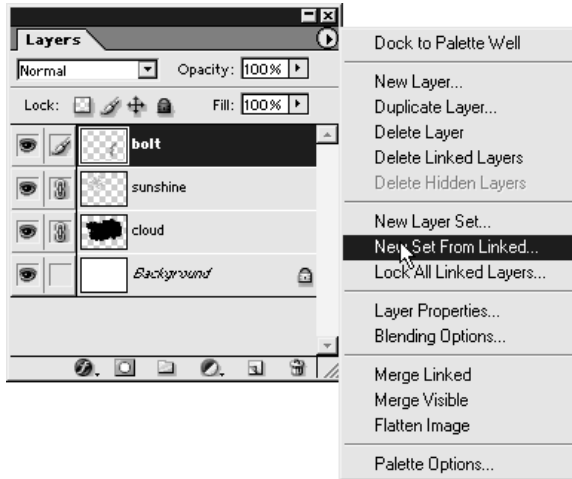 Layers
Normal Opacity: 100%
Lock: Fill: 100%
bolt
sunshine
cloud
Background
Dock to Palette Well
New Layer...
Duplicate Layer...
Delete Layer
Delete Linked Layers
Delete Hidden Layers
New Layer Set...
New Set From Linked...
Lock All Linked Layers...
Layer Properties...
Blending Options...
Merge Linked
Merge Visible
Flatten Image
Palette Options...